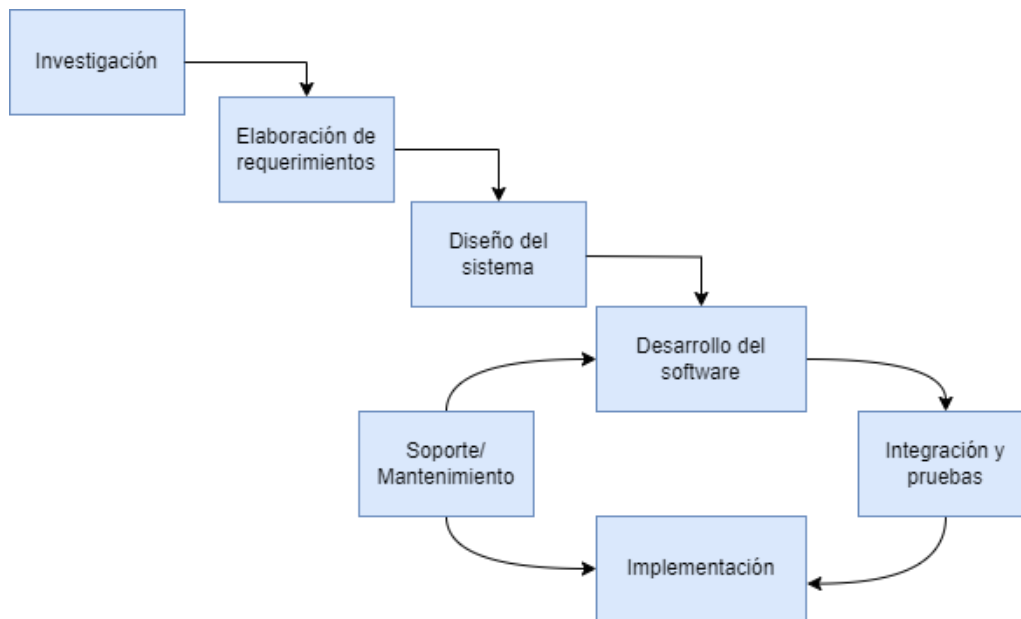 Investigación
Elaboración de
requerimientos
Diseño del
sistema
Desarrollo del
software
Soporte/
Mantenimiento
Integración y
pruebas
Implementación